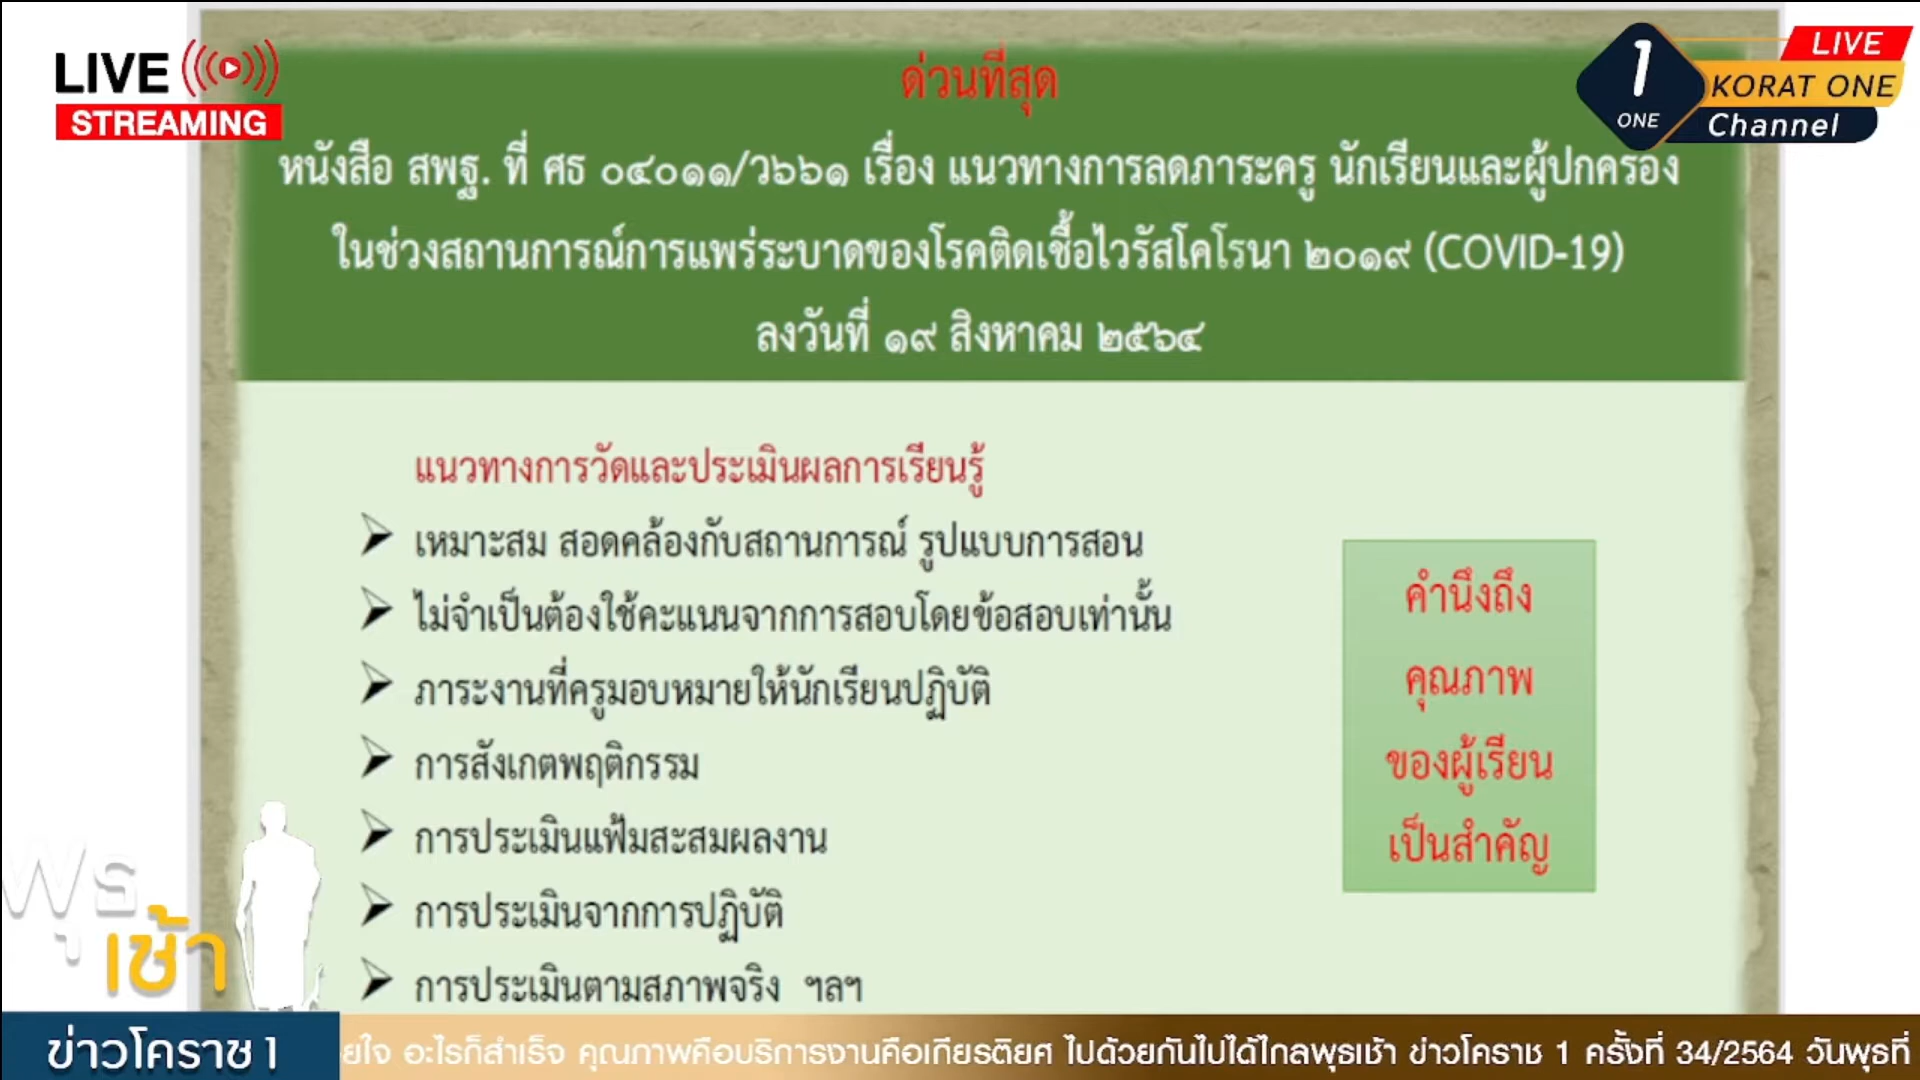 LIVE
STREAMING
LIVE
1
ONE
KORAT ONE
Channel
ด่วนที่สุด
หนังสือ สพฐ. ที่ ศธ ๐๔๐๑๑/ว๖๖๑ เรื่อง แนวทางการลดภาระครู นักเรียนและผู้ปกครอง
ในช่วงสถานการณ์การแพร่ระบาดของโรคติดเชื้อไวรัสโคโรนา ๒๐๑๙ (COVID-19)
ลงวันที่ ๑๙ สิงหาคม ๒๕๖๔
แนวทางการวัดและประเมินผลการเรียนรู้
เหมาะสม สอดคล้องกับสถานการณ์ รูปแบบการสอน
ไม่จำเป็นต้องใช้คะแนนจากการสอบโดยข้อสอบเท่านั้น
ภาระงานที่ครูมอบหมายให้นักเรียนปฏิบัติ
การสังเกตพฤติกรรม
การประเมินแฟ้มสะสมผลงาน
การประเมินจากการปฏิบัติ
การประเมินตามสภาพจริง ฯลฯ
คำนึงถึง
คุณภาพ
ของผู้เรียน
เป็นสำคัญ
พุธ
เช้า
ข่าวโคราช 1
ยใจ อะไรก็สำเร็จ คุณภาพคือบริการงานคือเกียรติยศ ไปด้วยกันไปได้ไกลพุธเช้า ข่าวโคราช 1 ครั้งที่ 34/2564 วันพุธที่